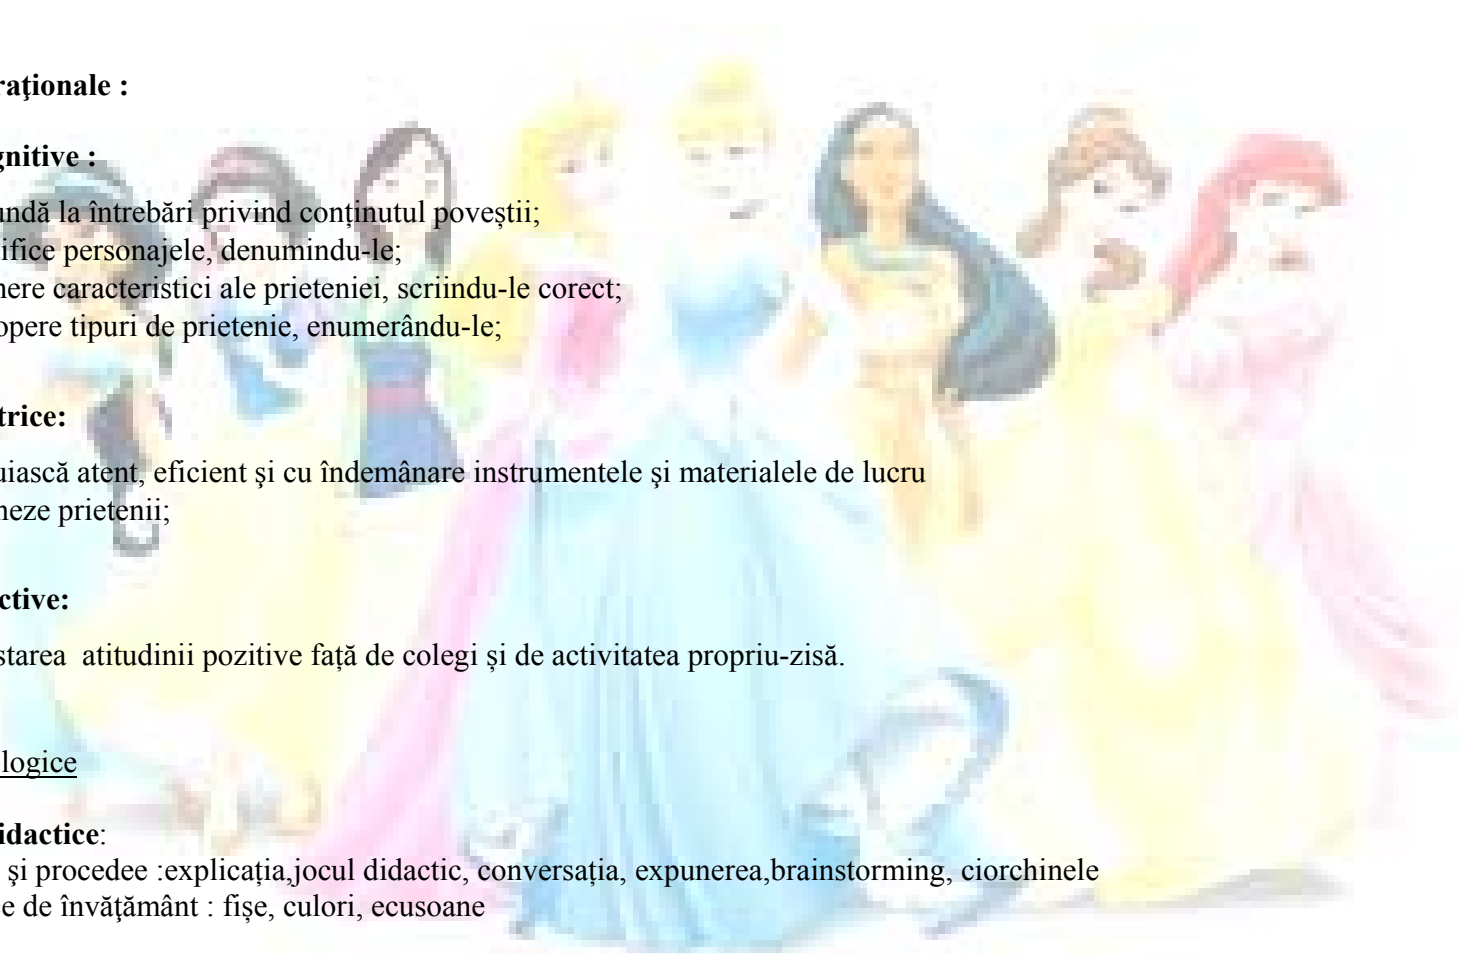 raţionale :
gnitive :
undă la întrebări privind conținutul poveștii;
ifice personajele, denumindu-le;
nere caracteristici ale prieteniei, scriindu-le corect;
opere tipuri de prietenie, enumerându-le;
trice:
uiască atent, eficient şi cu îndemânare instrumentele şi materialele de lucru
neze prietenii;
ctive:
starea  atitudinii pozitive față de colegi și de activitatea propriu-zisă.
logice
idactice:
şi procedee :explicația,jocul didactic, conversația, expunerea,brainstorming, ciorchinele
e de învăţământ : fișe, culori, ecusoane